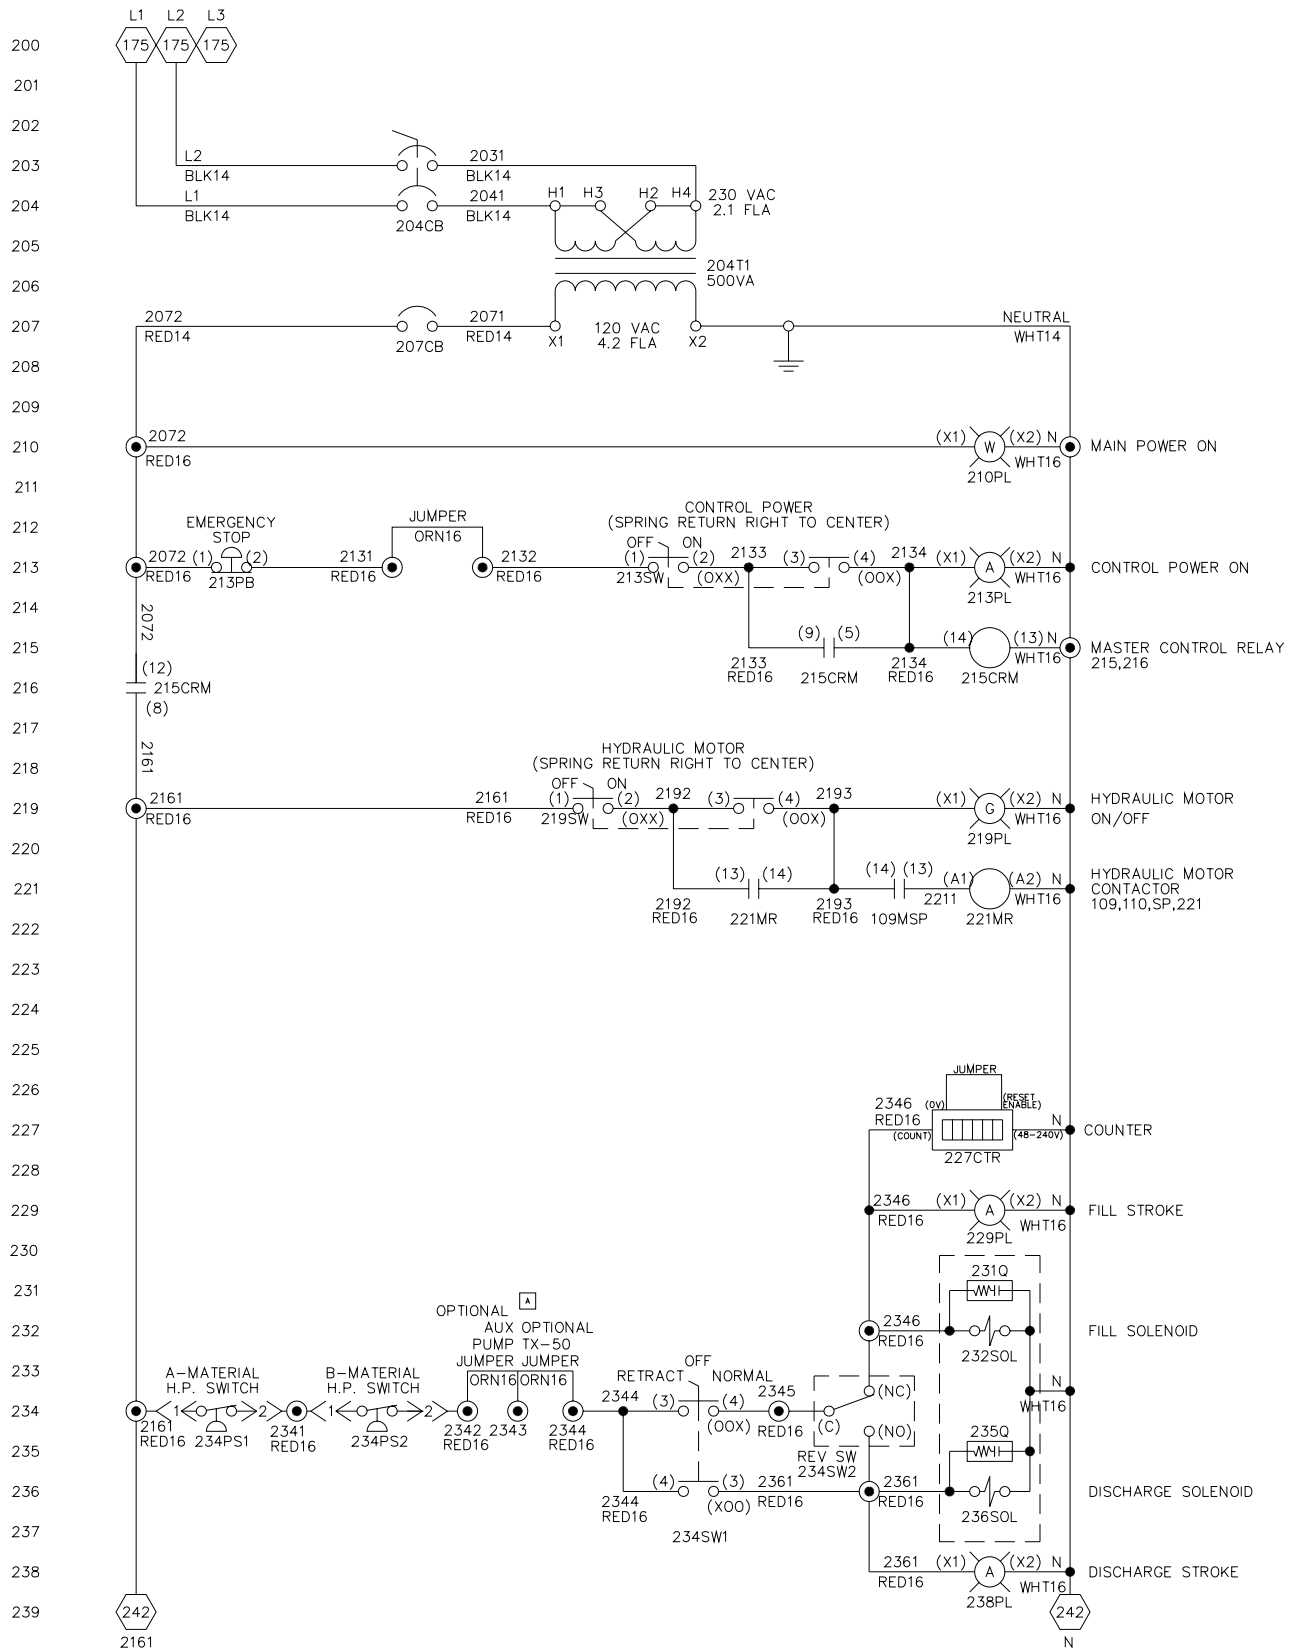 L1 L2 L3
200 175 175 175
201
202
203 L2 2031
BLK14 BLK14
204 L1 2041 H1 H3 H2 H4 230 VAC
BLK14 204CB BLK14 2.1 FLA
205
204T1
206 500VA
207 2072 2071 120 VAC NEUTRAL
RED14 207CB RED14 X1 4.2 FLA X2 WHT14
208
209
210 2072 (X1) W (X2) N MAIN POWER ON
RED16 210PL WHT16
211
CONTROL POWER
212 EMERGENCY JUMPER (SPRING RETURN RIGHT TO CENTER)
STOP ORN16 OFF ON
213 2072 (1) (2) 2131 2132 (1) (2) 2133 (3) (4) 2134 (X1) A (X2) N CONTROL POWER ON
RED16 213PB RED16 RED16 213SW (OXX) (OOX) 213PL WHT16
214 2072
215 (9) (5) (14) (13) N MASTER CONTROL RELAY
2133 2134 WHT16 215,216
RED16 215CRM RED16 215CRM
(12)
216 215CRM
(8)
217
2161 HYDRAULIC MOTOR
218 (SPRING RETURN RIGHT TO CENTER)
OFF ON
219 2161 2161 (1) (2) 2192 (3) (4) 2193 (X1) G (X2) N HYDRAULIC MOTOR
RED16 RED16 219SW (OXX) (OOX) 219PL WHT16 ON/OFF
220
221 (13) (14) (14) (13) (A1) (A2) N HYDRAULIC MOTOR
CONTACTOR
2192 2193 2211 WHT16 109,110,SP,221
RED16 221MR RED16 109MSP 221MR
222
223
224
225
226 JUMPER
2346 (0V) (RESET
ENABLE)
227 RED16 (COUNT) (48-240V) N COUNTER
227CTR
228
229 2346 (X1) A (X2) N FILL STROKE
RED16 229PL WHT16
230
231 231Q
OPTIONAL A
232 AUX OPTIONAL 2346 FILL SOLENOID
PUMP TX-50 RED16 232SOL
233 A-MATERIAL B-MATERIAL JUMPER JUMPER OFF
H.P. SWITCH H.P. SWITCH ORN16 ORN16 RETRACT NORMAL (NC) N
WHT16
234 1 2 1 2 2344 (3) (4) 2345 (C)
2161 2341 2342 2343 2344 (OOX) RED16 (NO)
RED16 234PS1 RED16 234PS2 RED16 RED16
235 REV SW 235Q
234SW2
236 (4) (3) 2361 2361 DISCHARGE SOLENOID
2344 (XOO) RED16 RED16 236SOL
RED16
237 234SW1
238 2361 (X1) A (X2) N DISCHARGE STROKE
RED16 238PL WHT16
239 242 242
2161 N